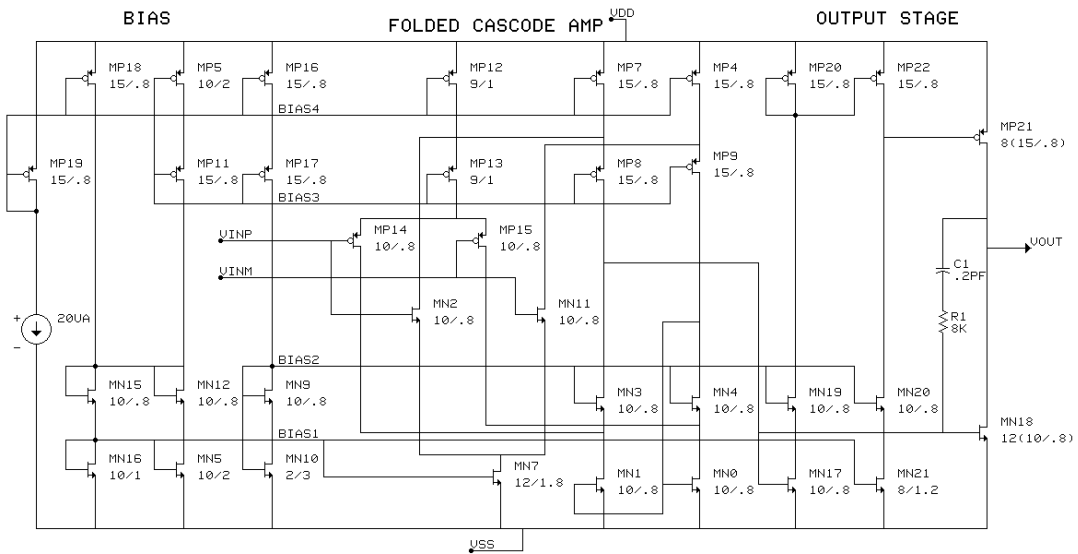 BIAS
FOLDED CASCODE AMP
VDD
OUTPUT STAGE
MP18
15/.8
MP5
10/2
MP16
15/.8
MP12
9/1
MP7
15/.8
MP4
15/.8
MP20
15/.8
MP22
15/.8
BIAS4
MP21
8(15/.8)
MP19
15/.8
MP11
15/.8
MP17
15/.8
MP13
9/1
MP8
15/.8
MP9
15/.8
BIAS3
VINP
MP14
10/.8
MP15
10/.8
VOUT
VINM
C1
.2PF
MN2
10/.8
MN11
10/.8
+
20UA
-
R1
8K
BIAS2
MN15
10/.8
MN12
10/.8
MN9
10/.8
MN3
10/.8
MN4
10/.8
MN19
10/.8
MN20
10/.8
BIAS1
MN18
12(10/.8)
MN16
10/1
MN5
10/2
MN10
2/3
MN7
12/1.8
MN1
10/.8
MN0
10/.8
MN17
10/.8
MN21
8/1.2
VSS